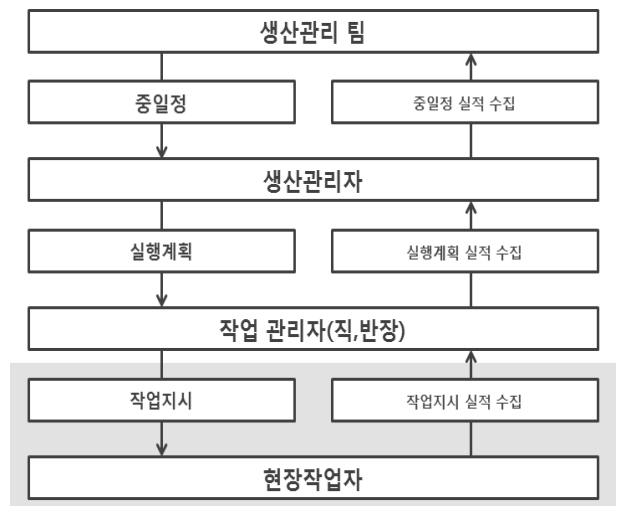 생산관리 팀
중일정
중일정 실적 수집
생산관리자
실행계획
실행계획 실적 수집
작업 관리자(직,반장)
작업지시
작업지시 실적 수집
현장작업자